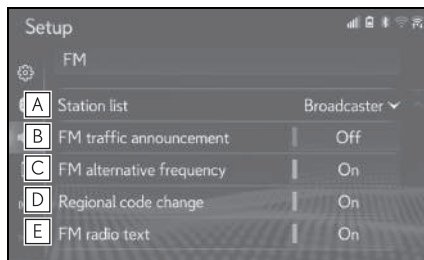 Setup
FM
A Station list Broadcaster
B FM traffic announcement Off
C FM alternative frequency On
D Regional code change On
E FM radio text On